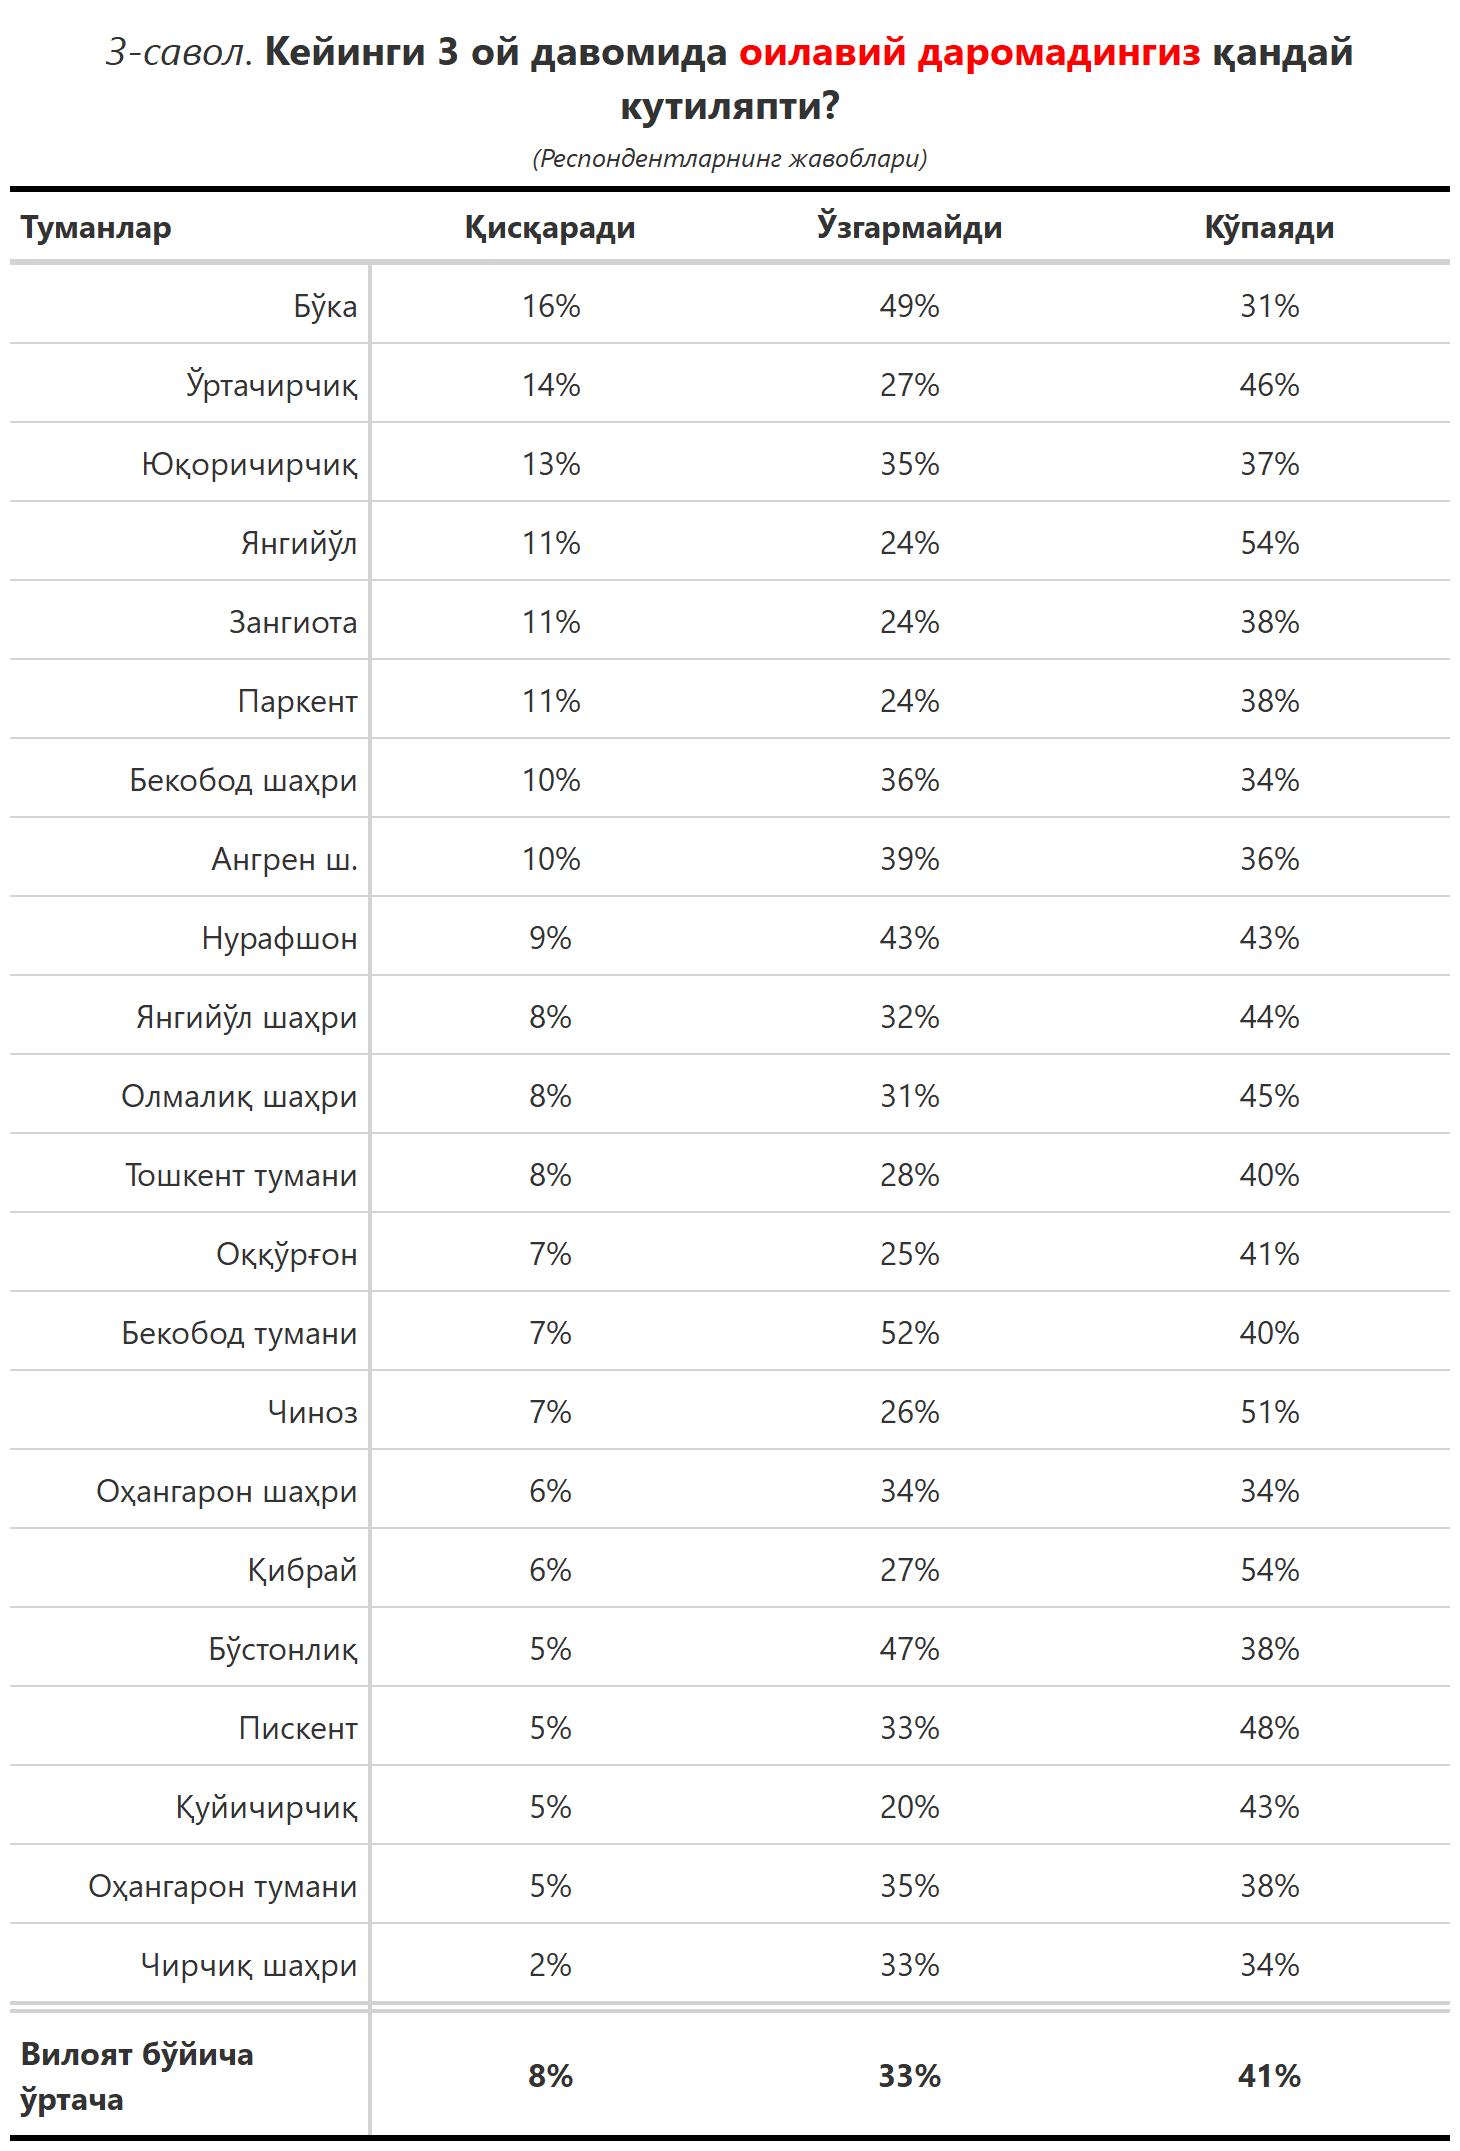 3-савол. Кейинги 3 ой давомида оилавий даромадингиз қандай
кутиляпти?
(Респондентларнинг жавоблари)
Туманлар Қисқаради Ўзгармайди Кўпаяди
Бўка 16% 49% 31%
Ўртачирчиқ 14% 27% 46%
Юқоричирчиқ 13% 35% 37%
Янгийўл 11% 24% 54%
Зангиота 11% 24% 38%
Паркент 11% 24% 38%
Бекобод шаҳри 10% 36% 34%
Ангрен ш. 10% 39% 36%
Нурафшон 9% 43% 43%
Янгийўл шаҳри 8% 32% 44%
Олмалиқ шаҳри 8% 31% 45%
Тошкент тумани 8% 28% 40%
Оққўрғон 7% 25% 41%
Бекобод тумани 7% 52% 40%
Чиноз 7% 26% 51%
Оҳангарон шаҳри 6% 34% 34%
Қибрай 6% 27% 54%
Бўстонлиқ 5% 47% 38%
Пискент 5% 33% 48%
Қуйичирчиқ 5% 20% 43%
Оҳангарон тумани 5% 35% 38%
Чирчиқ шаҳри 2% 33% 34%
Вилоят бўйича
ўртача 8% 33% 41%